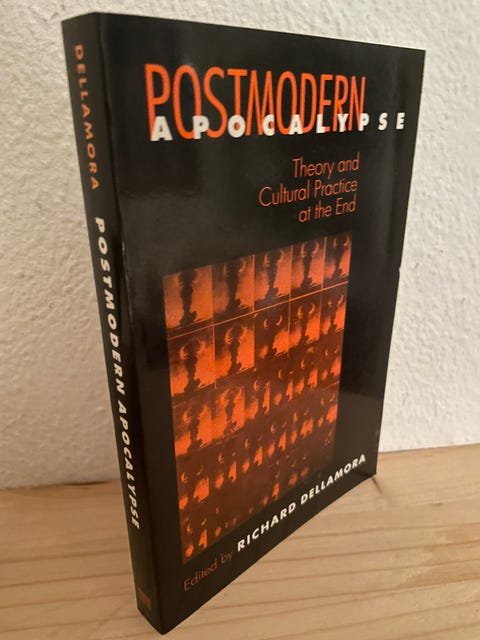 POSTMODERN
APOCALYPSE
Theory and
Cultural Practice
at the End
Edited by RICHARD DELLAMORA
DELLAMORA POSTMODERN APOCALYPSE